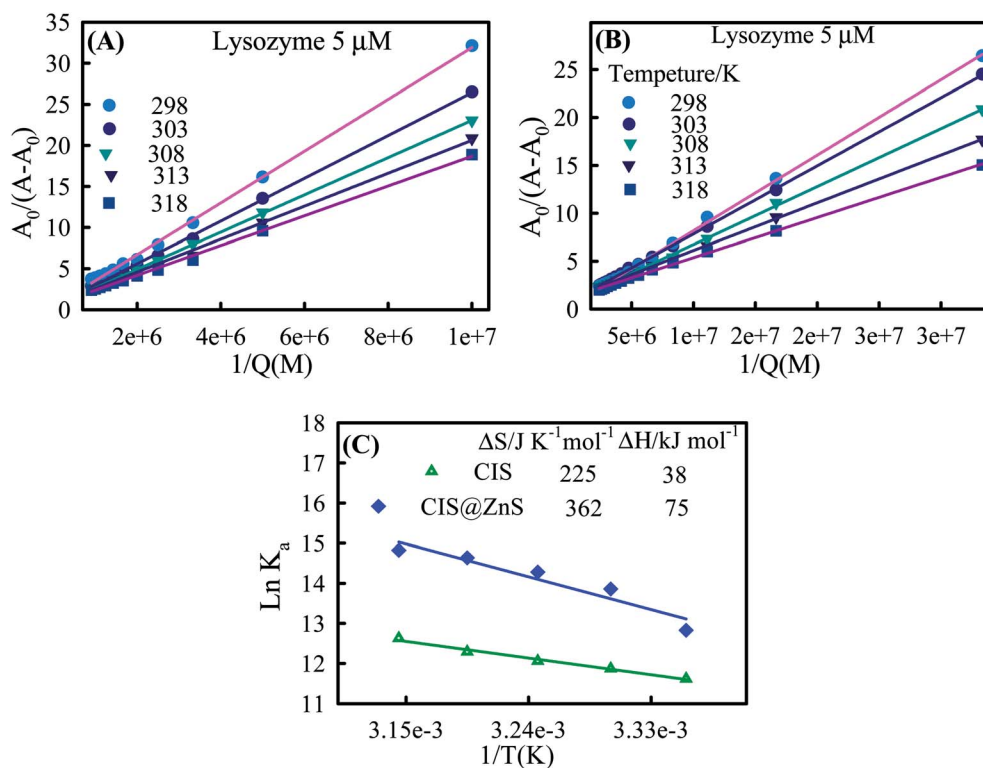 (A)
Lysozyme 5 μM
298
303
308
313
318
A₀/(A-A₀)
35
30
25
20
15
10
5
0
2e+6 4e+6 6e+6 8e+6 1e+7
1/Q(M)
(B)
Lysozyme 5 μM
Tempeture/K
298
303
308
313
318
A₀/(A-A₀)
25
20
15
10
5
0
5e+6 1e+7 2e+7 2e+7 3e+7 3e+7
1/Q(M)
(C)
ΔS/J K⁻¹mol⁻¹ ΔH/kJ mol⁻¹
CIS 225 38
CIS@ZnS 362 75
Ln Kₐ
18
17
16
15
14
13
12
11
3.15e-3 3.24e-3 3.33e-3
1/T(K)